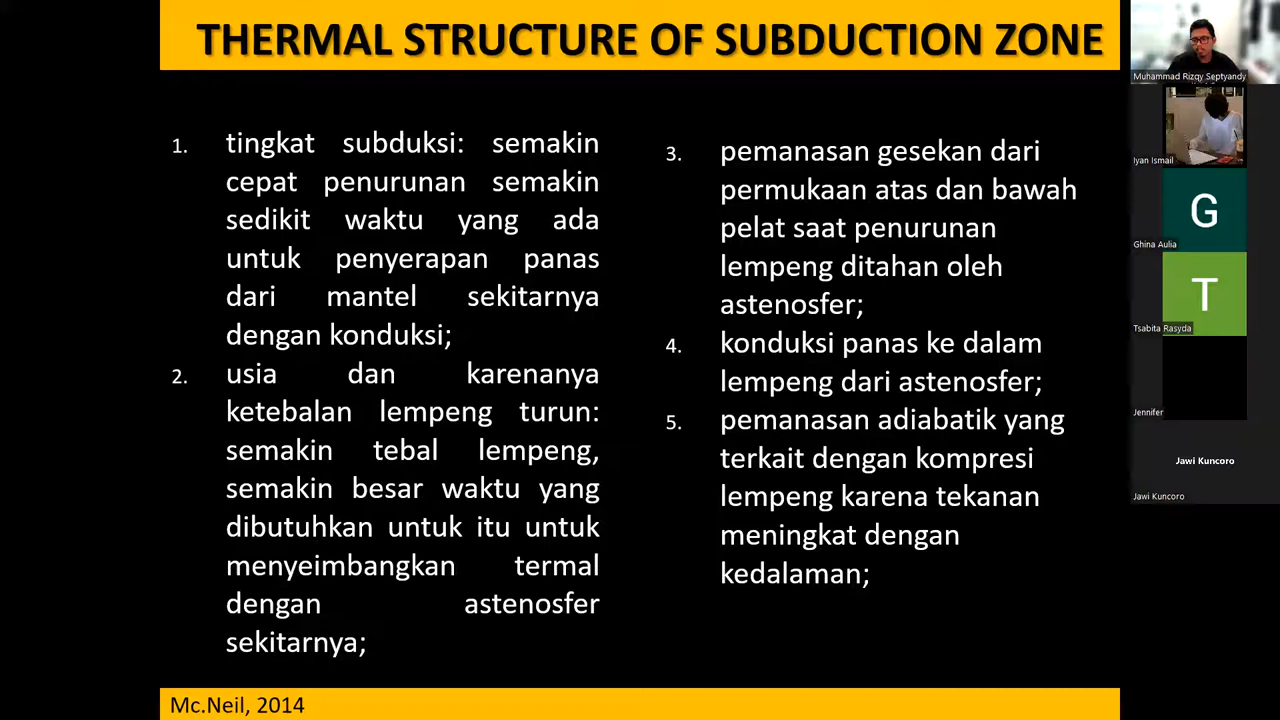 THERMAL STRUCTURE OF SUBDUCTION ZONE
1. tingkat subduksi: semakin
cepat penurunan semakin
sedikit waktu yang ada
untuk penyerapan panas
dari mantel sekitarnya
dengan konduksi;
2. usia dan karenanya
ketebalan lempeng turun:
semakin tebal lempeng,
semakin besar waktu yang
dibutuhkan untuk itu untuk
menyeimbangkan termal
dengan astenosfer
sekitarnya;
3. pemanasan gesekan dari
permukaan atas dan bawah
pelat saat penurunan
lempeng ditahan oleh
astenosfer;
4. konduksi panas ke dalam
lempeng dari astenosfer;
5. pemanasan adiabatik yang
terkait dengan kompresi
lempeng karena tekanan
meningkat dengan
kedalaman;
Mc.Neil, 2014
Muhammad Rizqy Septyandy
Iyan Ismail
G
Ghina Aulia
T
Tsabita Rasyda
Jennifer
Jawi Kuncoro
Jawi Kuncoro